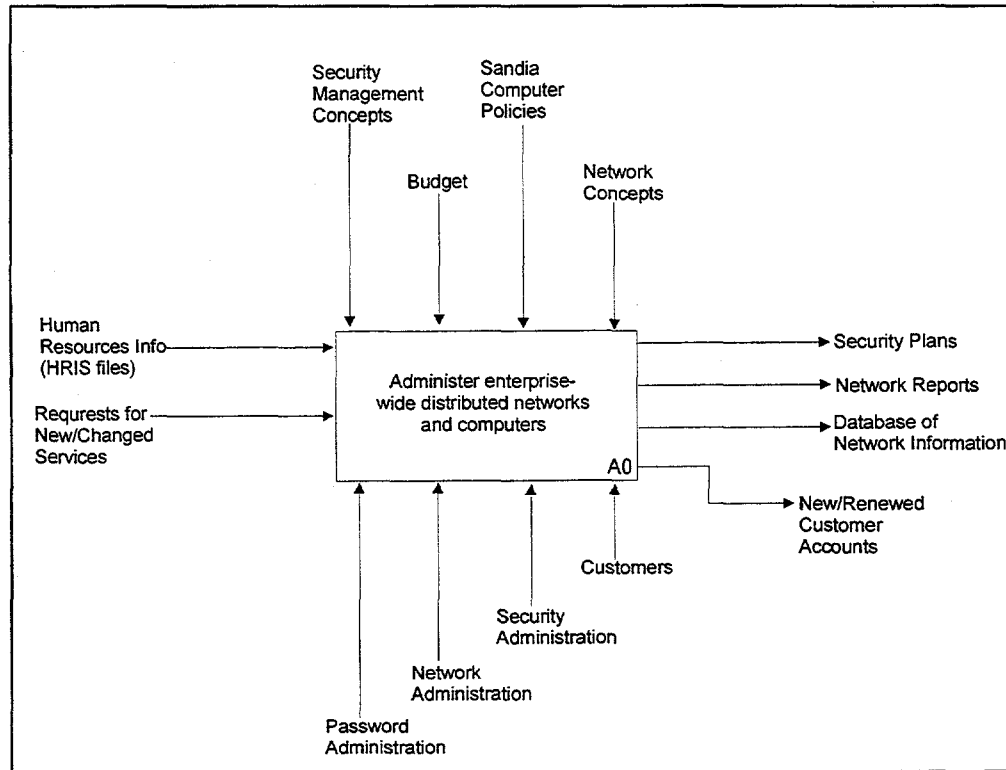 Security
Management
Concepts
Sandia
Computer
Policies
Budget
Network
Concepts
Human
Resources Info
(HRIS files)
Requrests for
New/Changed
Services
Administer enterprise-
wide distributed networks
and computers
A0
Security Plans
Network Reports
Database of
Network Information
New/Renewed
Customer
Accounts
Customers
Security
Administration
Network
Administration
Password
Administration